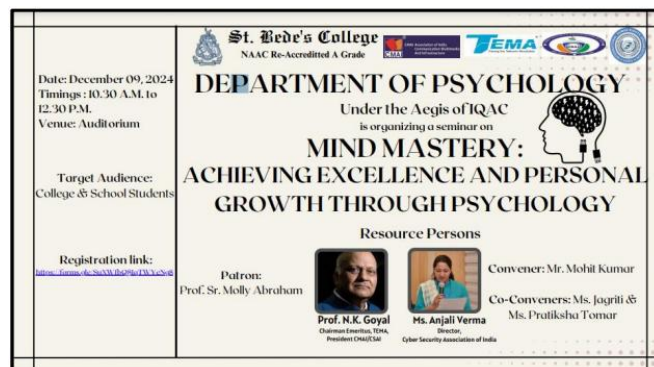 St. Bede's College
NAAC Re-Accreditted A Grade
CMAI
TEMA
Date: December 09, 2024
Timings : 10.30 A.M. to
12.30 P.M.
Venue: Auditorium
Target Audience:
College & School Students
Registration link:
DEPARTMENT OF PSYCHOLOGY
Under the Aegis of IQAC
is organizing a seminar on
MIND MASTERY:
ACHIEVING EXCELLENCE AND PERSONAL
GROWTH THROUGH PSYCHOLOGY
Resource Persons
Patron:
Prof. Sr. Molly Abraham
Prof. N.K. Goyal
Chairman Emeritus, TEMA,
President CMAI/CSAI
Ms. Anjali Verma
Director,
Cyber Security Association of India
Convener: Mr. Mohit Kumar
Co-Conveners: Ms. Jagriti &
Ms. Pratiksha Tomar